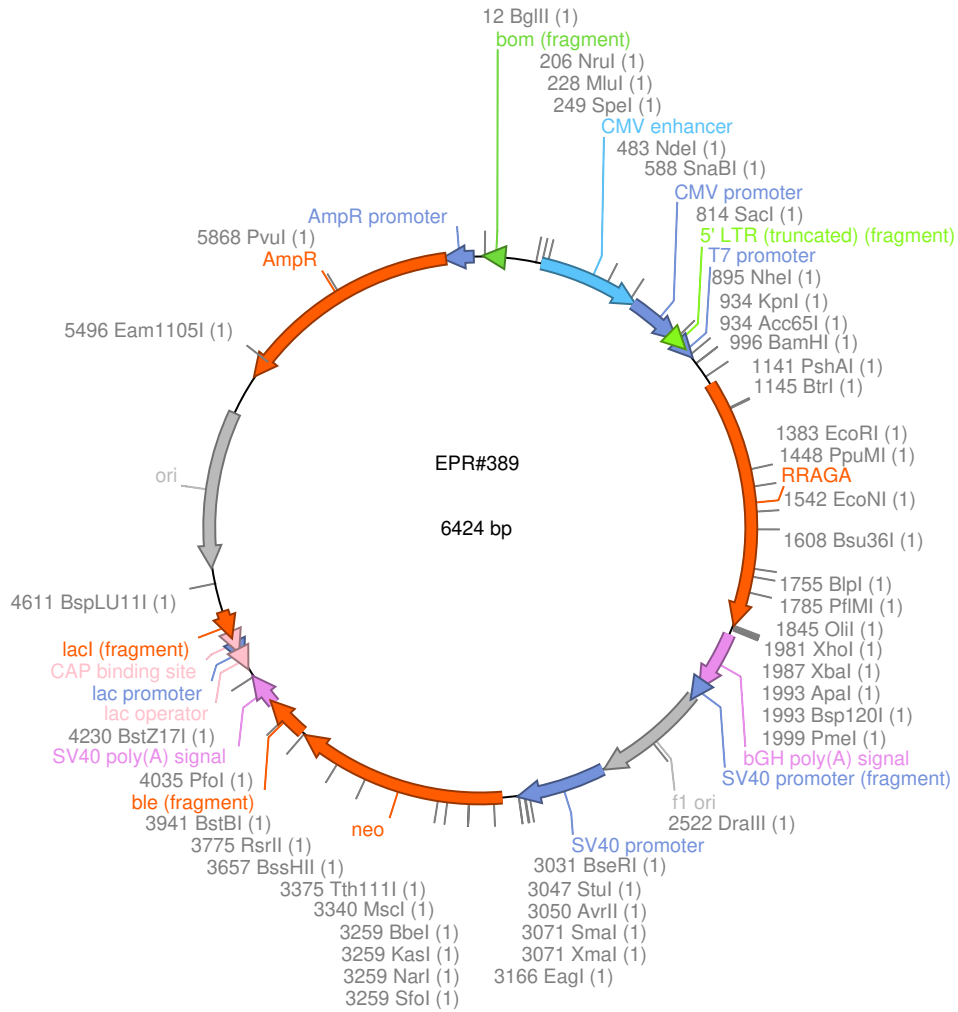 12 BglII (1)
bom (fragment)
206 NruI (1)
228 MluI (1)
249 SpeI (1)
CMV enhancer
483 NdeI (1)
588 SnaBI (1)
CMV promoter
814 SacI (1)
5' LTR (truncated) (fragment)
T7 promoter
895 NheI (1)
934 KpnI (1)
934 Acc65I (1)
996 BamHI (1)
1141 PshAI (1)
1145 BtrI (1)
1383 EcoRI (1)
1448 PpuMI (1)
RRAGA
1542 EcoNI (1)
1608 Bsu36I (1)
1755 BlpI (1)
1785 PflMI (1)
1845 OliI (1)
1981 XhoI (1)
1987 XbaI (1)
1993 ApaI (1)
1993 Bsp120I (1)
1999 PmeI (1)
bGH poly(A) signal
SV40 promoter (fragment)
f1 ori
2522 DraIII (1)
SV40 promoter
3031 BseRI (1)
3047 StuI (1)
3050 AvrII (1)
3071 SmaI (1)
3071 XmaI (1)
3166 EagI (1)
3259 SfoI (1)
3259 NarI (1)
3259 KasI (1)
3259 BbeI (1)
3340 MscI (1)
3375 Tth111I (1)
neo
3657 BssHII (1)
3775 RsrII (1)
3941 BstBI (1)
ble (fragment)
4035 PfoI (1)
SV40 poly(A) signal
4230 BstZ17I (1)
lac operator
lac promoter
CAP binding site
lacI (fragment)
4611 BspLU11I (1)
ori
5496 Eam1105I (1)
AmpR
5868 PvuI (1)
AmpR promoter
EPR#389
6424 bp